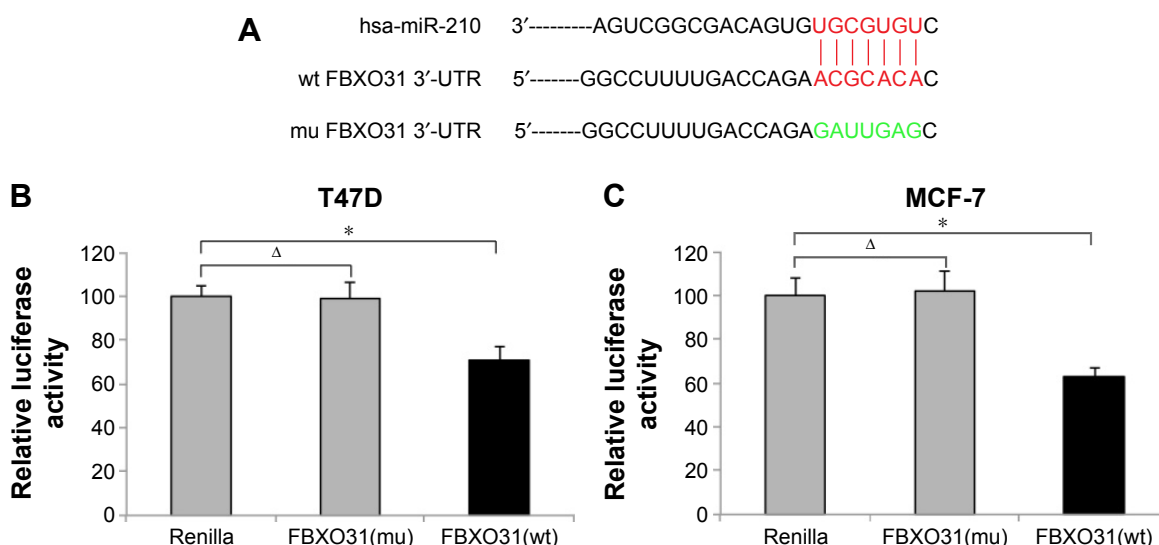 A
hsa-miR-210 3′---------AGUCGGCGACAGUGUGCGUGUC
wt FBXO31 3′-UTR 5′-------GGCCUUUUGACCAGAACGCACAC
mu FBXO31 3′-UTR 5′-------GGCCUUUUGACCAGAGAUUGAGC
B
T47D
Relative luciferase
activity
120
100
80
60
40
20
0
*
Δ
Renilla FBXO31(mu) FBXO31(wt)
C
MCF-7
Relative luciferase
activity
120
100
80
60
40
20
0
*
Δ
Renilla FBXO31(mu) FBXO31(wt)